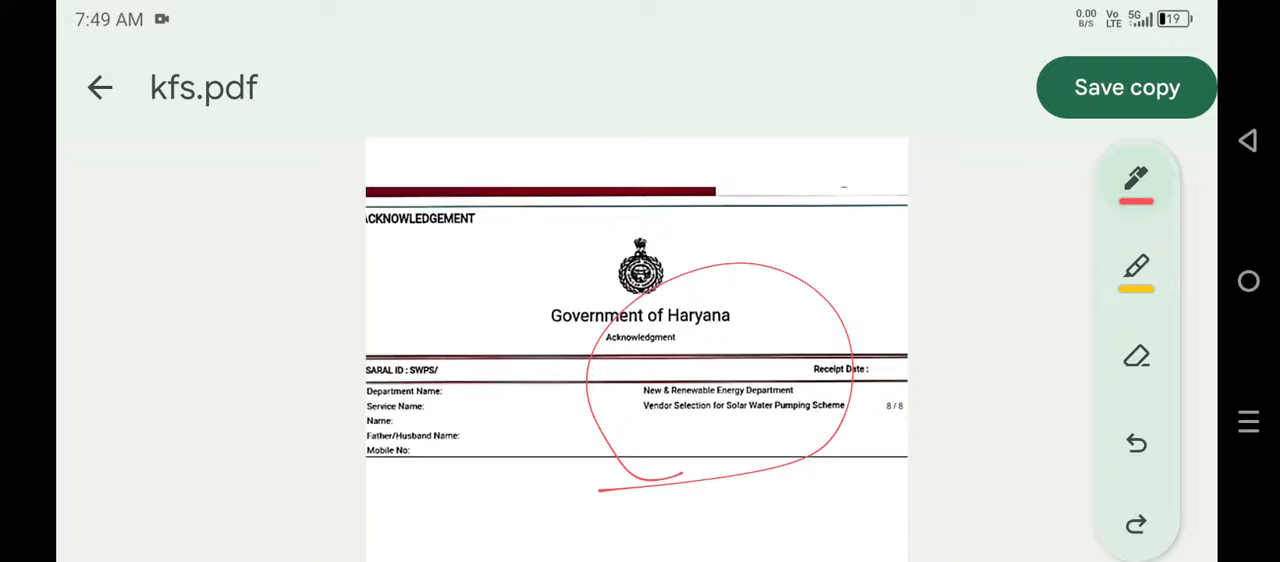 7:49 AM
0.00 B/S Vo LTE 5G 19
kfs.pdf
Save copy
ACKNOWLEDGEMENT
Government of Haryana
Acknowledgment
SARAL ID : SWPS/ Receipt Date :
Department Name: New & Renewable Energy Department
Service Name: Vendor Selection for Solar Water Pumping Scheme 8 / 8
Name:
Father/Husband Name:
Mobile No: